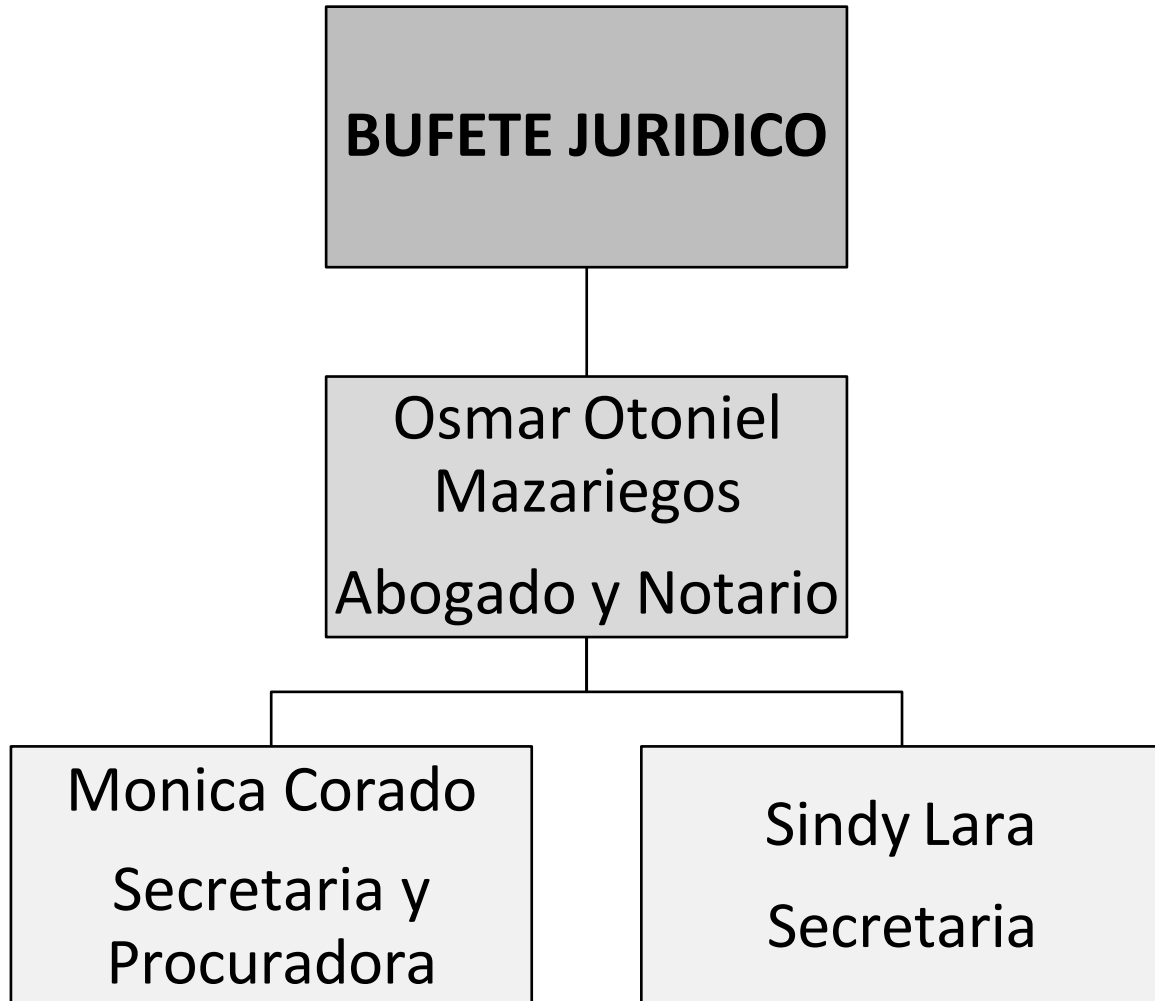 BUFETE JURIDICO
Osmar Otoniel
Mazariegos
Abogado y Notario
Monica Corado
Secretaria y
Procuradora
Sindy Lara
Secretaria